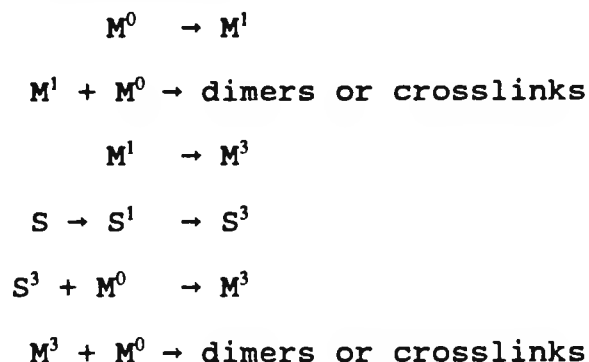 M⁰ → M¹
M¹ + M⁰ → dimers or crosslinks
M¹ → M³
S → S¹ → S³
S³ + M⁰ → M³
M³ + M⁰ → dimers or crosslinks